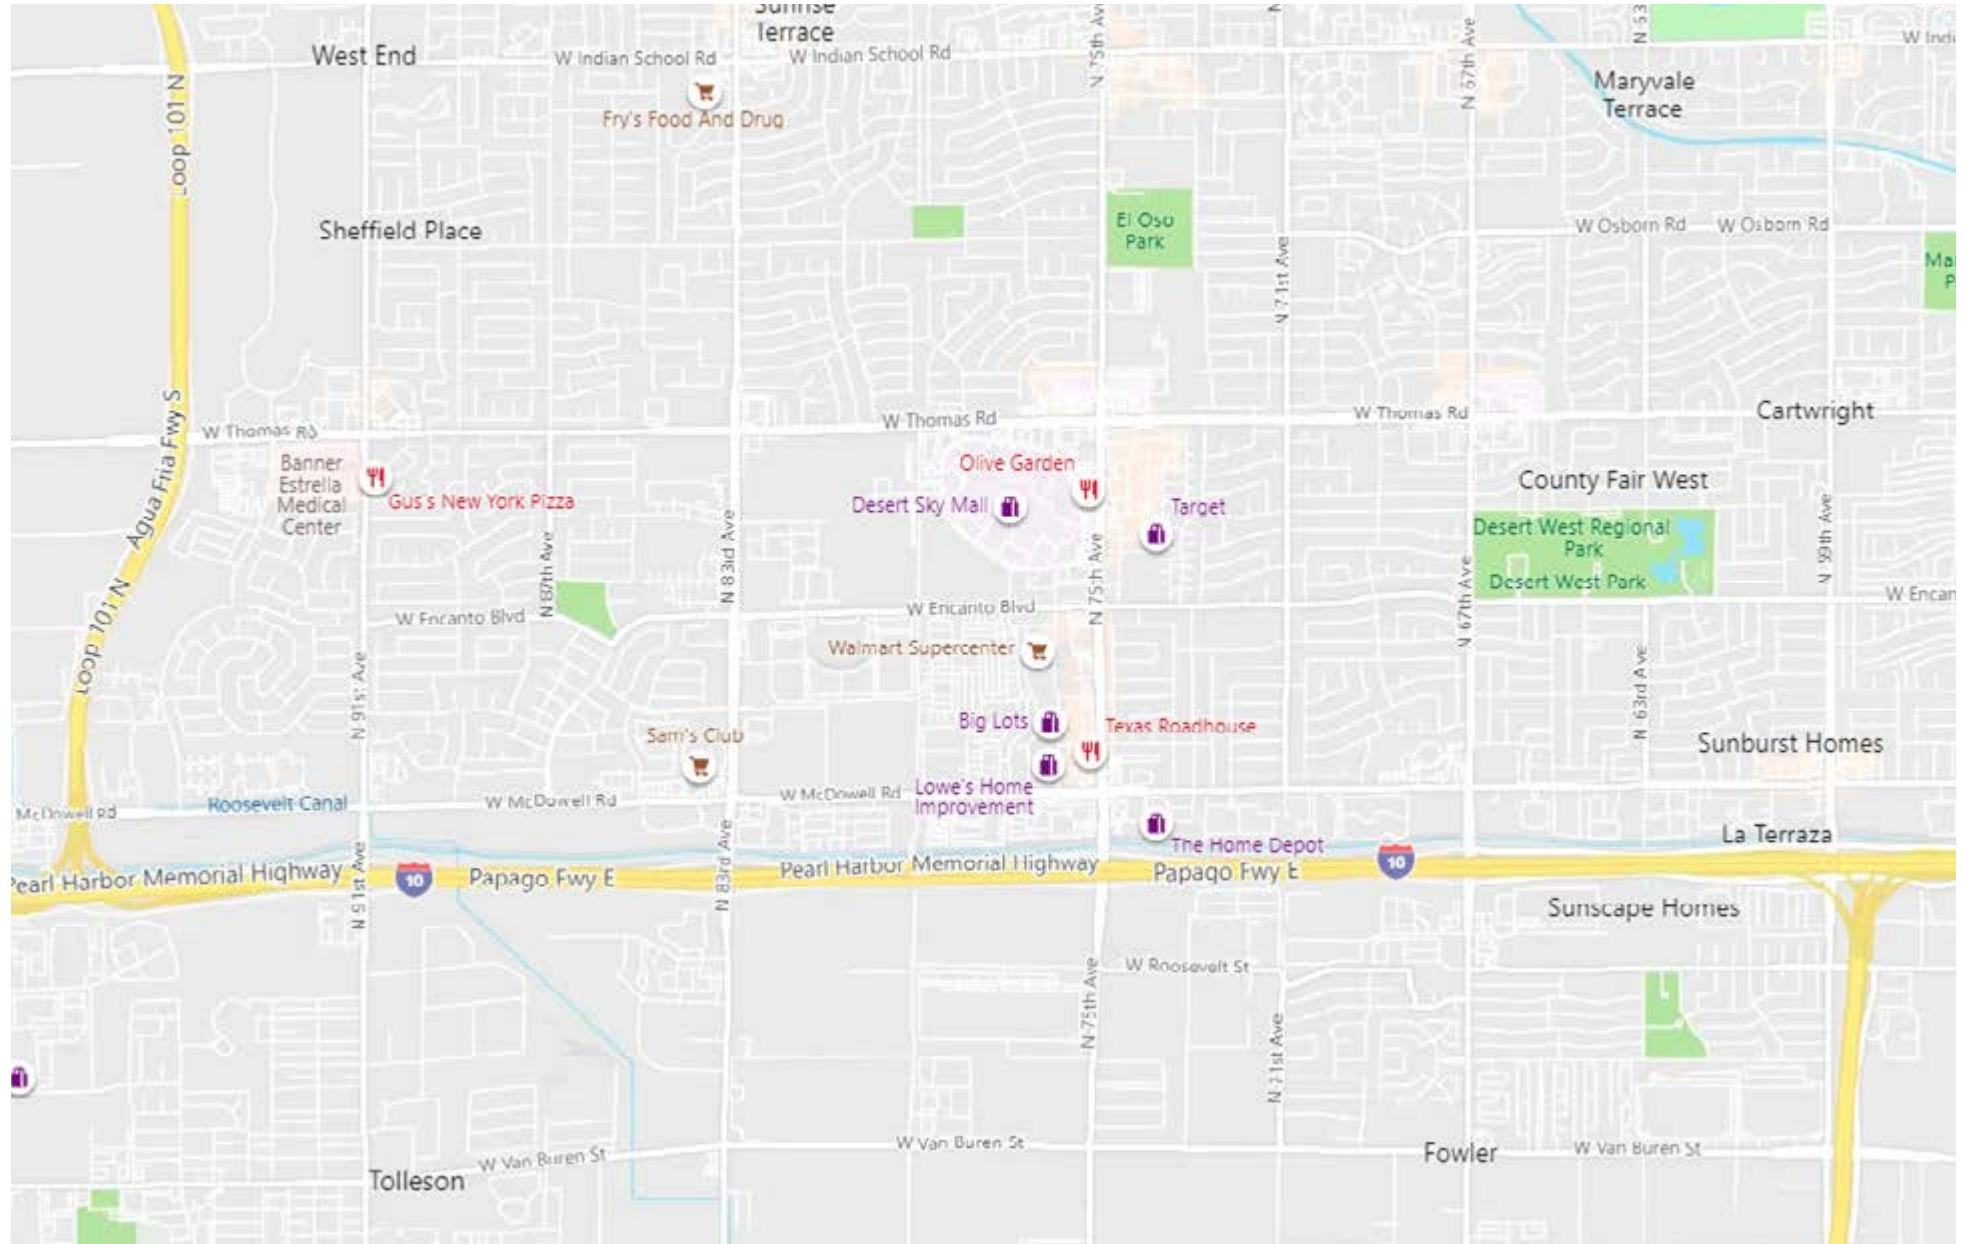 Sunrise
Terrace
West End
W Indian School Rd
W Indian School Rd
N 75th Av
N 67th Ave
N 53
W Indi
Maryvale
Terrace
Loop 101 N
Fry's Food And Drug
Sheffield Place
El Oso
Park
W Osborn Rd
W Osborn Rd
N 71st Ave
Ma
P
Agua Fria Fwy S
W Thomas Rd
W Thomas Rd
W Thomas Rd
Cartwright
Banner
Estrella
Medical
Center
Gus s New York Pizza
Olive Garden
Desert Sky Mall
Target
County Fair West
Desert West Regional
Park
Desert West Park
N 59th Ave
N 87th Ave
N 83rd Ave
N 75th Ave
N 67th Ave
Loop 101 N
W Encanto Blvd
W Encanto Blvd
W Encan
Walmart Supercenter
N 91st Ave
N 63rd Ave
Big Lots
Texas Roadhouse
Sam's Club
Sunburst Homes
Lowe's Home
Improvement
McDowell Rd
Roosevelt Canal
W McDowell Rd
W McDowell Rd
The Home Depot
La Terraza
Pearl Harbor Memorial Highway
N 91st Ave
10
Papago Fwy E
N 83rd Ave
Pearl Harbor Memorial Highway
Papago Fwy E
10
Sunscape Homes
W Roosevelt St
N 75th Ave
N 71st Ave
W Van Buren St
W Van Buren St
W Van Buren St
Fowler
Tolleson